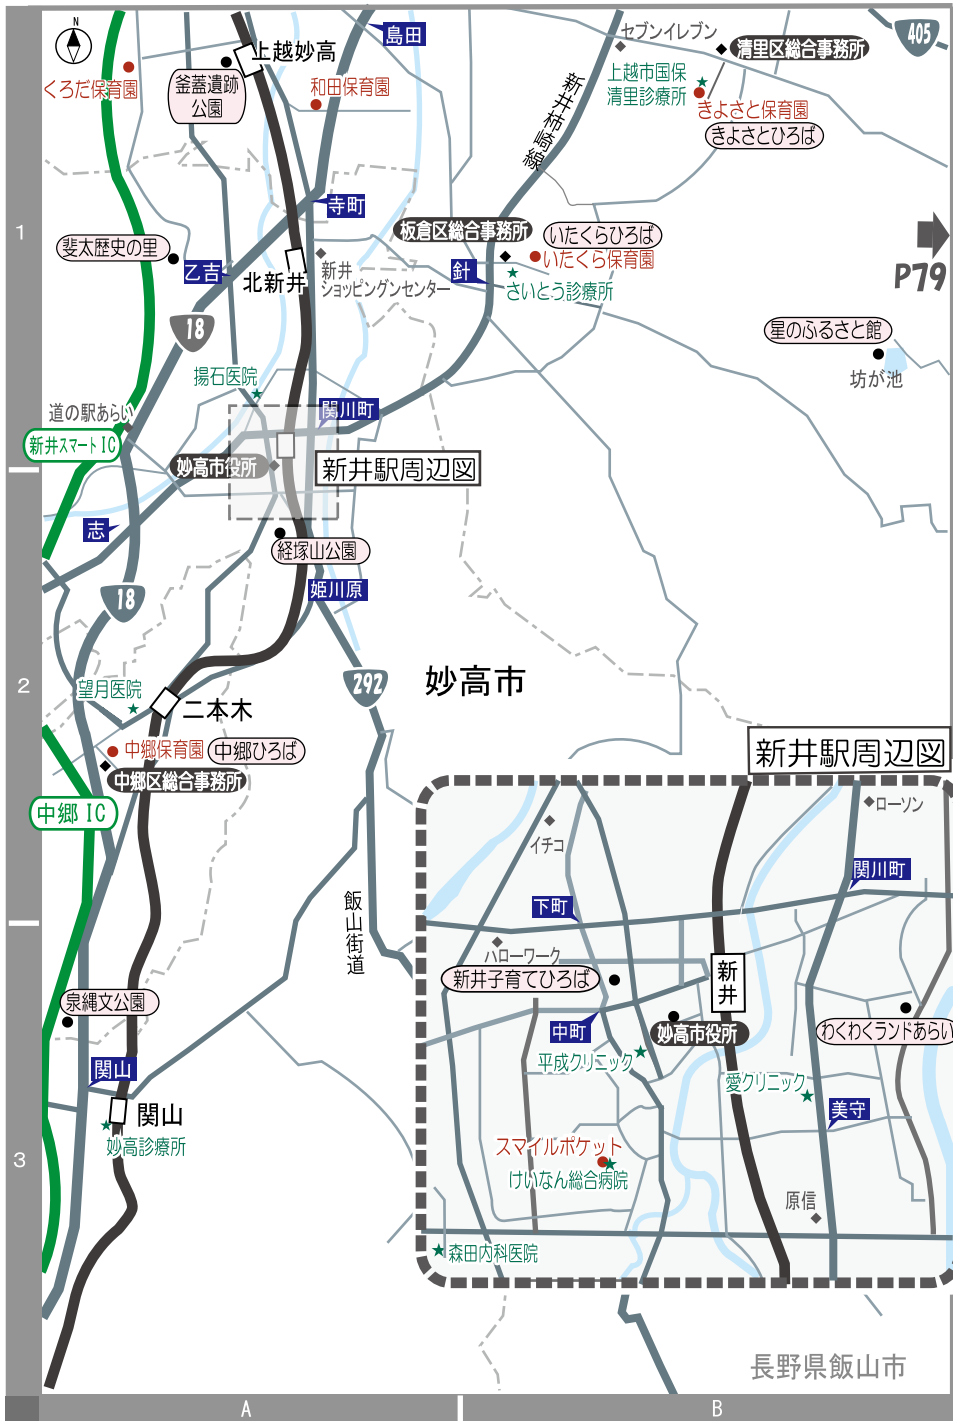 N
島田
セブンイレブン
405
上越妙高
清里区総合事務所
くろだ保育園
釜蓋遺跡
公園
和田保育園
新井柿崎線
上越市国保
清里診療所
きよさと保育園
きよさとひろば
1
寺町
板倉区総合事務所
いたくらひろば
斐太歴史の里
乙吉
北新井
新井
ショッピングンセンター
針
いたくら保育園
さいとう診療所
P79
18
星のふるさと館
揚石医院
坊が池
道の駅あらい
関川町
新井スマートIC
妙高市役所
新井駅周辺図
志
経塚山公園
18
姫川原
2
望月医院
292
妙高市
二本木
中郷保育園
中郷ひろば
中郷区総合事務所
新井駅周辺図
中郷 IC
イチコ
ローソン
関川町
飯山街道
下町
ハローワーク
新井子育てひろば
新井
泉縄文公園
中町
妙高市役所
わくわくランドあらい
平成クリニック
関山
愛クリニック
関山
美守
妙高診療所
スマイルポケット
3
けいなん総合病院
原信
森田内科医院
長野県飯山市
A
B